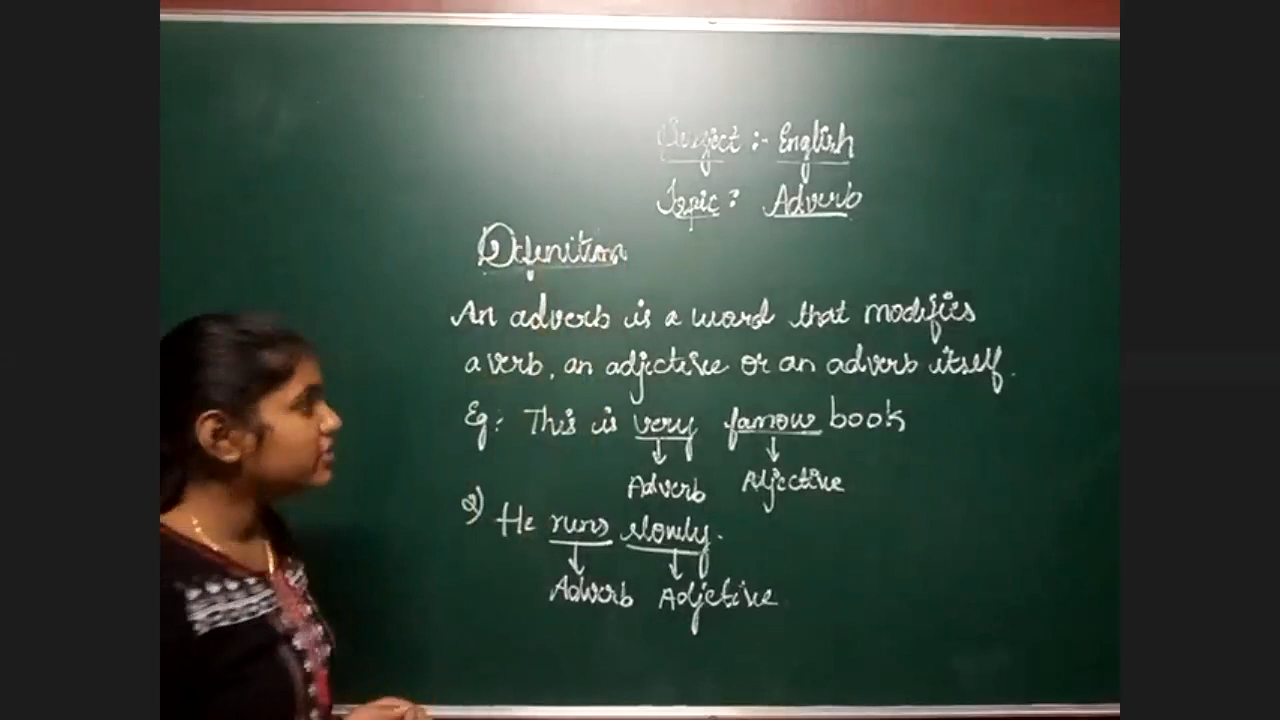 Subject :- English
Topic : Adverb
Definition
An adverb is a word that modifies
a verb, an adjective or an adverb itself.
Eg: This is very famous book
Adverb Adjective
2) He runs slowly.
Adverb Adjective